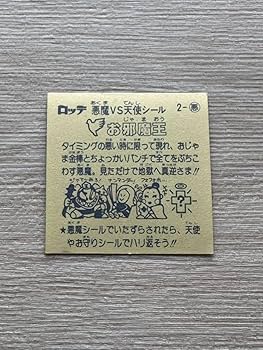 ロッテ 悪魔VS天使シール 2-悪
お邪魔王
タイミングの悪い時に限って現れ、おじゃ
ま金棒とちょっかいパンチで全てをぶちこ
わす悪魔。見ただけで地獄へ真逆さま!!
★悪魔シールでいたずらされたら、天使
やお守りシールでハリ返そう!!